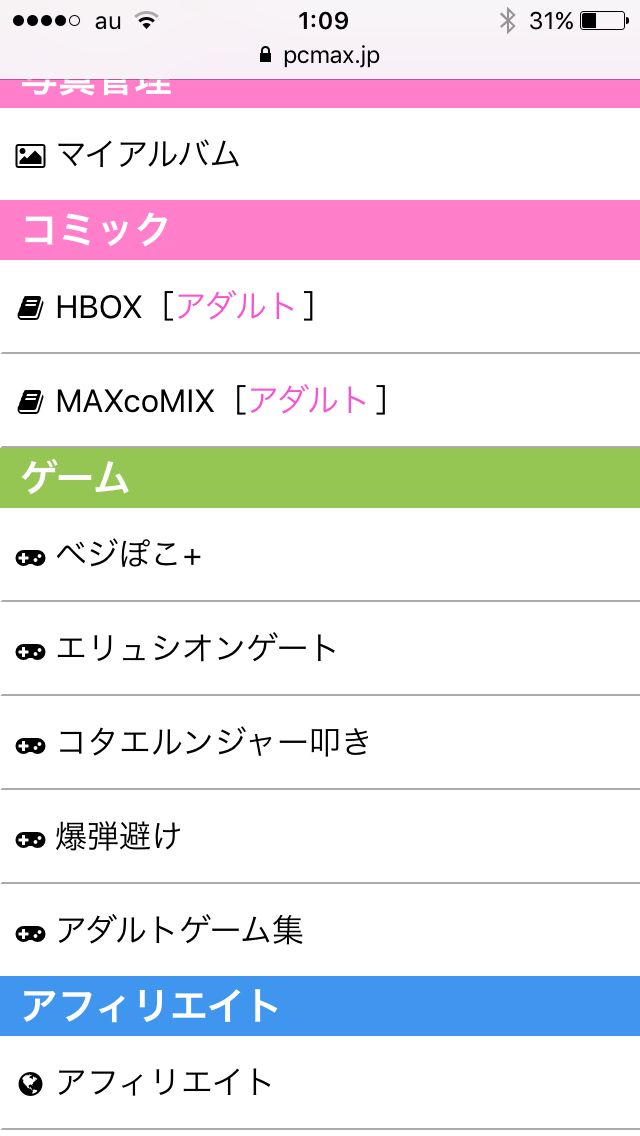 au 1:09 31%
pcmax.jp
写真管理
マイアルバム
コミック
HBOX［アダルト］
MAXcoMIX［アダルト］
ゲーム
ベジぽこ+
エリュシオンゲート
コタエルンジャー叩き
爆弾避け
アダルトゲーム集
アフィリエイト
アフィリエイト